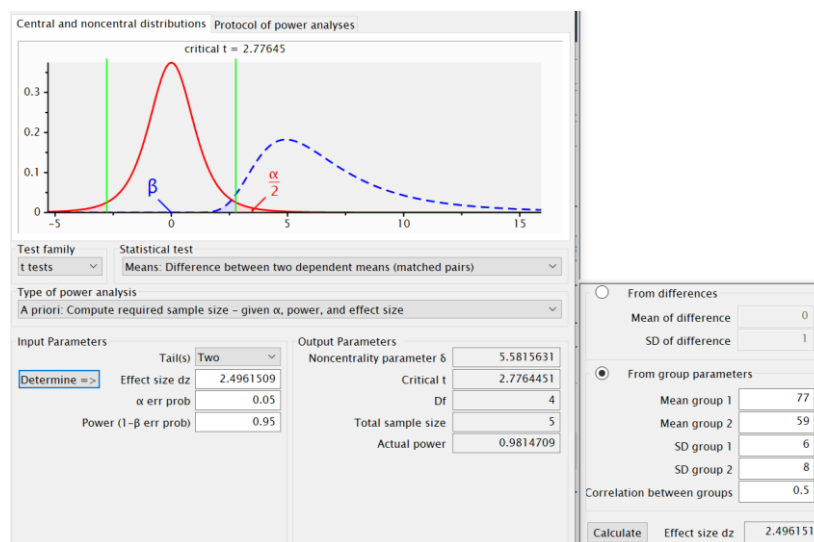 Central and noncentral distributions Protocol of power analyses
critical t = 2.77645
0.3
0.2
0.1
0
β
α
2
-5 0 5 10 15
Test family Statistical test
t tests Means: Difference between two dependent means (matched pairs)
Type of power analysis
A priori: Compute required sample size – given α, power, and effect size
Input Parameters
Tail(s) Two
Determine => Effect size dz 2.4961509
α err prob 0.05
Power (1-β err prob) 0.95
Output Parameters
Noncentrality parameter δ 5.5815631
Critical t 2.7764451
Df 4
Total sample size 5
Actual power 0.9814709
From differences
Mean of difference 0
SD of difference 1
From group parameters
Mean group 1 77
Mean group 2 59
SD group 1 6
SD group 2 8
Correlation between groups 0.5
Calculate Effect size dz 2.496151